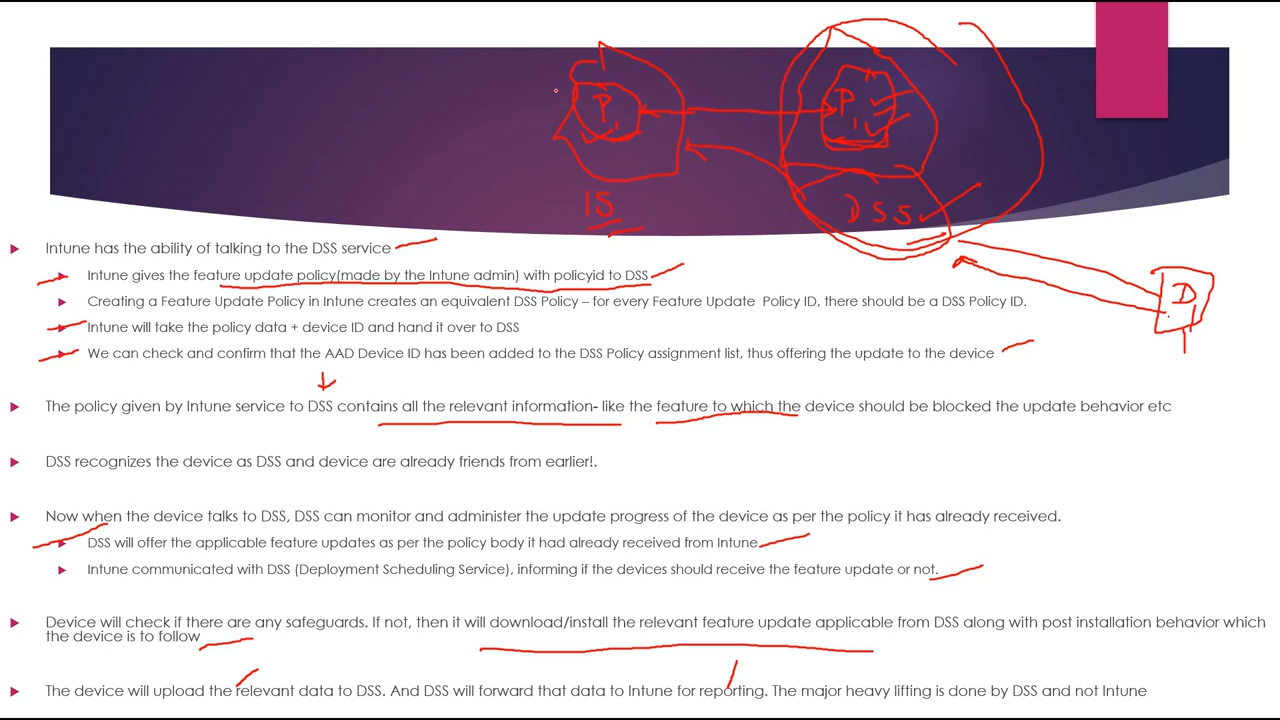 P
P
IS
DSS
D
Intune has the ability of talking to the DSS service
Intune gives the feature update policy(made by the Intune admin) with policyid to DSS
Creating a Feature Update Policy in Intune creates an equivalent DSS Policy – for every Feature Update  Policy ID, there should be a DSS Policy ID.
Intune will take the policy data + device ID and hand it over to DSS
We can check and confirm that the AAD Device ID has been added to the DSS Policy assignment list, thus offering the update to the device
The policy given by Intune service to DSS contains all the relevant information- like the feature to which the device should be blocked the update behavior etc
DSS recognizes the device as DSS and device are already friends from earlier!.
Now when the device talks to DSS, DSS can monitor and administer the update progress of the device as per the policy it has already received.
DSS will offer the applicable feature updates as per the policy body it had already received from Intune
Intune communicated with DSS (Deployment Scheduling Service), informing if the devices should receive the feature update or not.
Device will check if there are any safeguards. If not, then it will download/install the relevant feature update applicable from DSS along with post installation behavior which
the device is to follow
The device will upload the relevant data to DSS. And DSS will forward that data to Intune for reporting. The major heavy lifting is done by DSS and not Intune